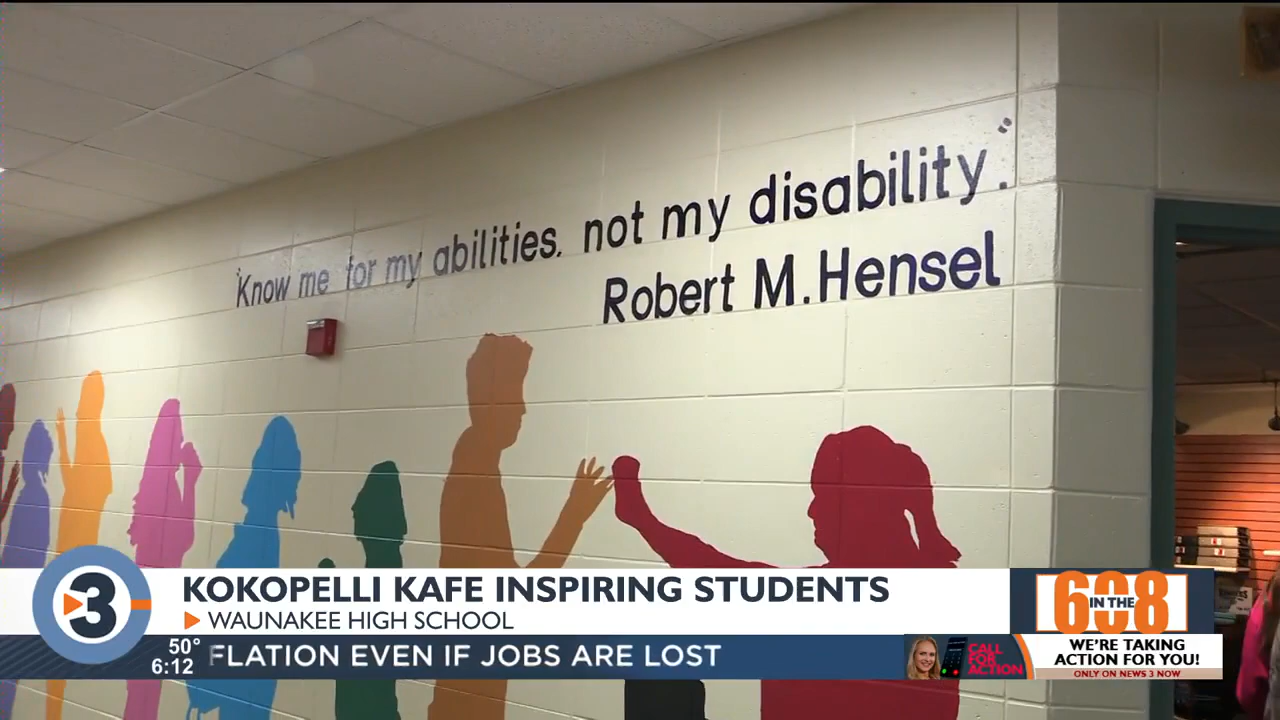 "Know me for my abilities, not my disability."
Robert M. Hensel
3
KOKOPELLI KAFE INSPIRING STUDENTS
WAUNAKEE HIGH SCHOOL
608
IN THE
50°
6:12
FLATION EVEN IF JOBS ARE LOST
CALL
FOR
ACTION
WE'RE TAKING
ACTION FOR YOU!
ONLY ON NEWS 3 NOW